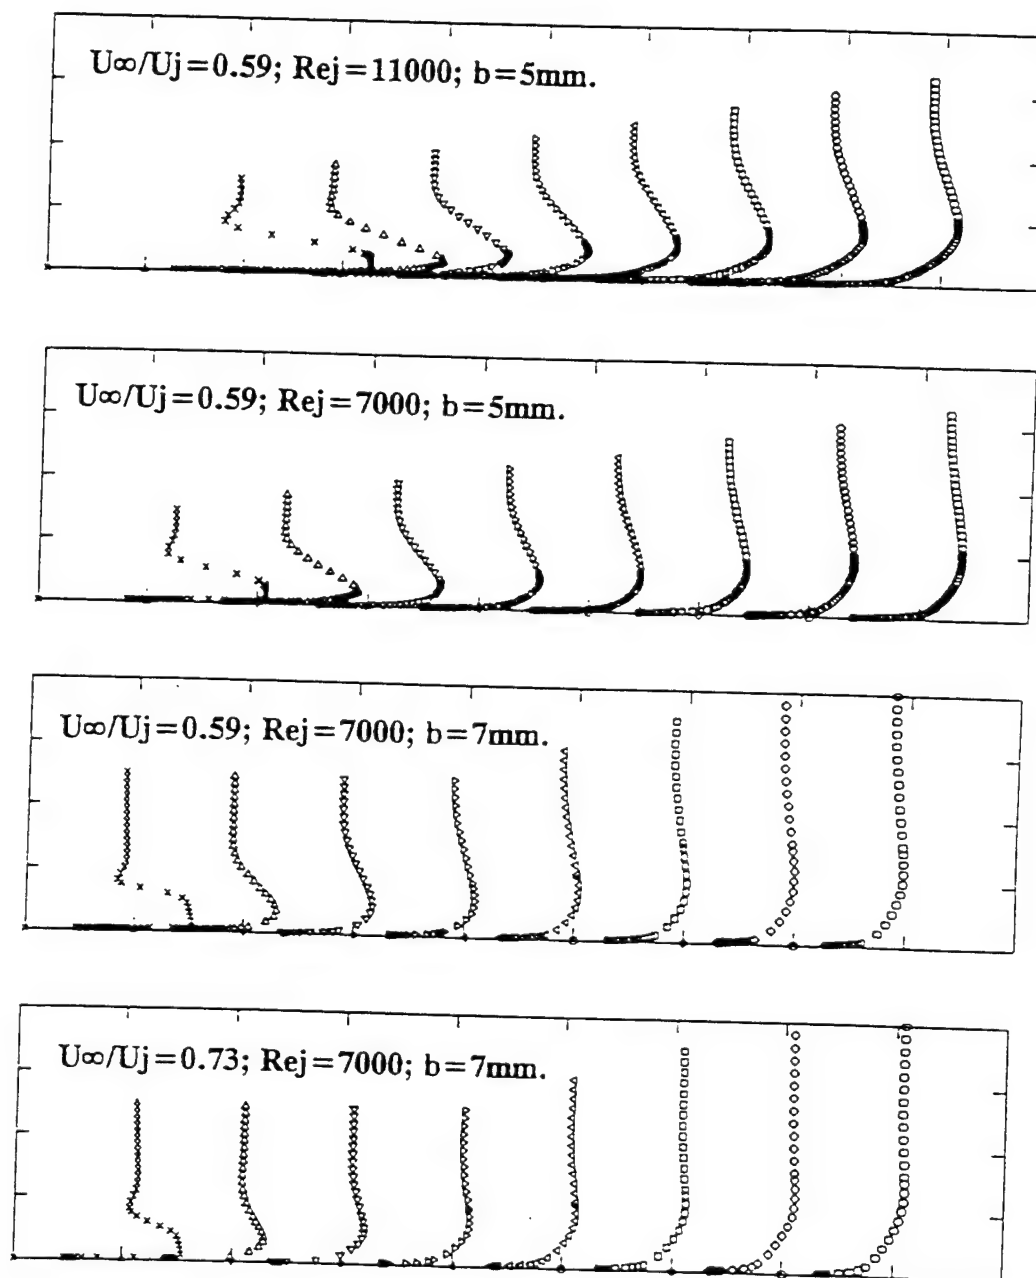 U∞/Uj=0.59; Rej=11000; b=5mm.
U∞/Uj=0.59; Rej=7000; b=5mm.
U∞/Uj=0.59; Rej=7000; b=7mm.
U∞/Uj=0.73; Rej=7000; b=7mm.